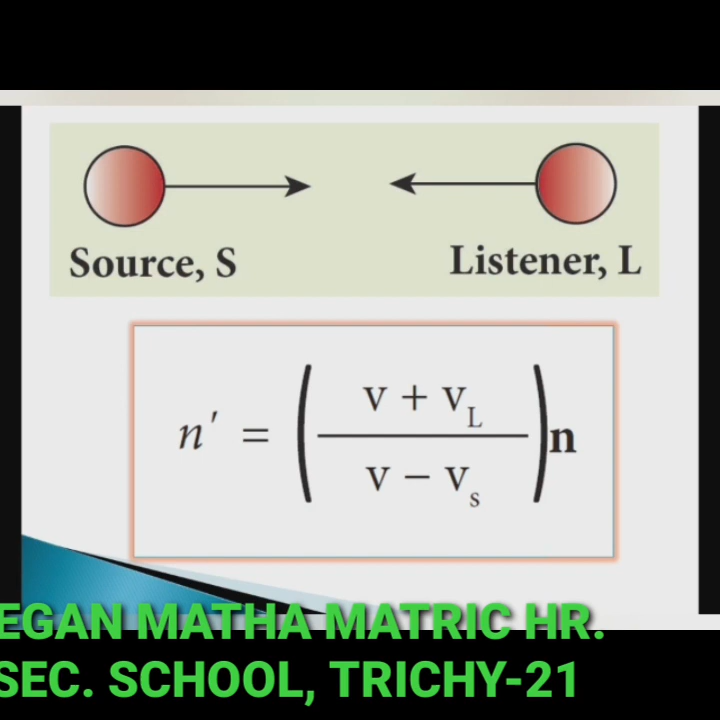 Source, S
Listener, L
n′ = ( (v + v_L) / (v − v_s) ) n
EGAN MATHA MATRIC HR.
SEC. SCHOOL, TRICHY-21